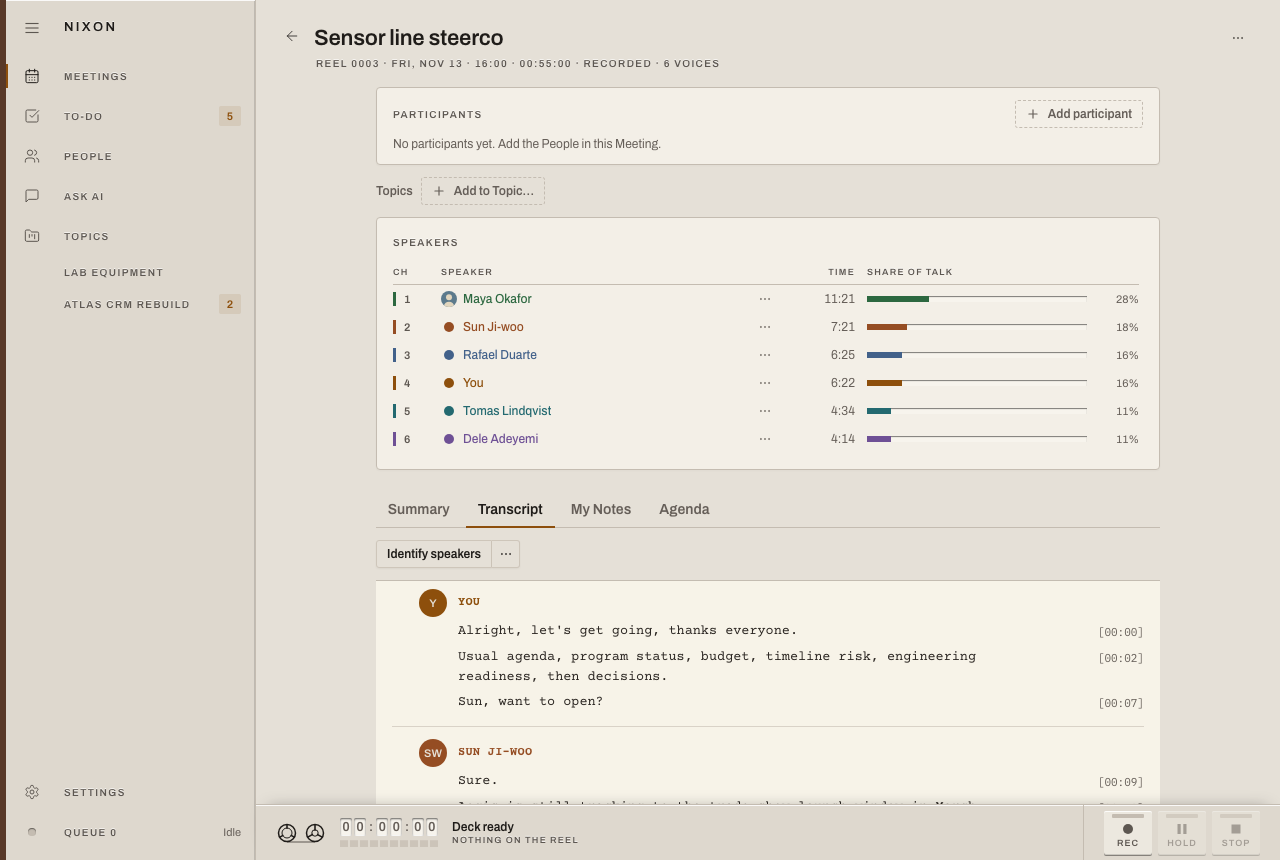 NIXON
MEETINGS
TO-DO 5
PEOPLE
ASK AI
TOPICS
LAB EQUIPMENT
ATLAS CRM REBUILD 2
SETTINGS
QUEUE 0 Idle
Sensor line steerco
REEL 0003 · FRI, NOV 13 · 16:00 · 00:55:00 · RECORDED · 6 VOICES
PARTICIPANTS
Add participant
No participants yet. Add the People in this Meeting.
Topics
Add to Topic...
SPEAKERS
CH SPEAKER TIME SHARE OF TALK
1 Maya Okafor 11:21 28%
2 Sun Ji-woo 7:21 18%
3 Rafael Duarte 6:25 16%
4 You 6:22 16%
5 Tomas Lindqvist 4:34 11%
6 Dele Adeyemi 4:14 11%
Summary Transcript My Notes Agenda
Identify speakers
Y YOU
Alright, let's get going, thanks everyone. [00:00]
Usual agenda, program status, budget, timeline risk, engineering [00:02]
readiness, then decisions.
Sun, want to open? [00:07]
SW SUN JI-WOO
Sure. [00:09]
00:00:00
Deck ready
NOTHING ON THE REEL
REC
HOLD
STOP